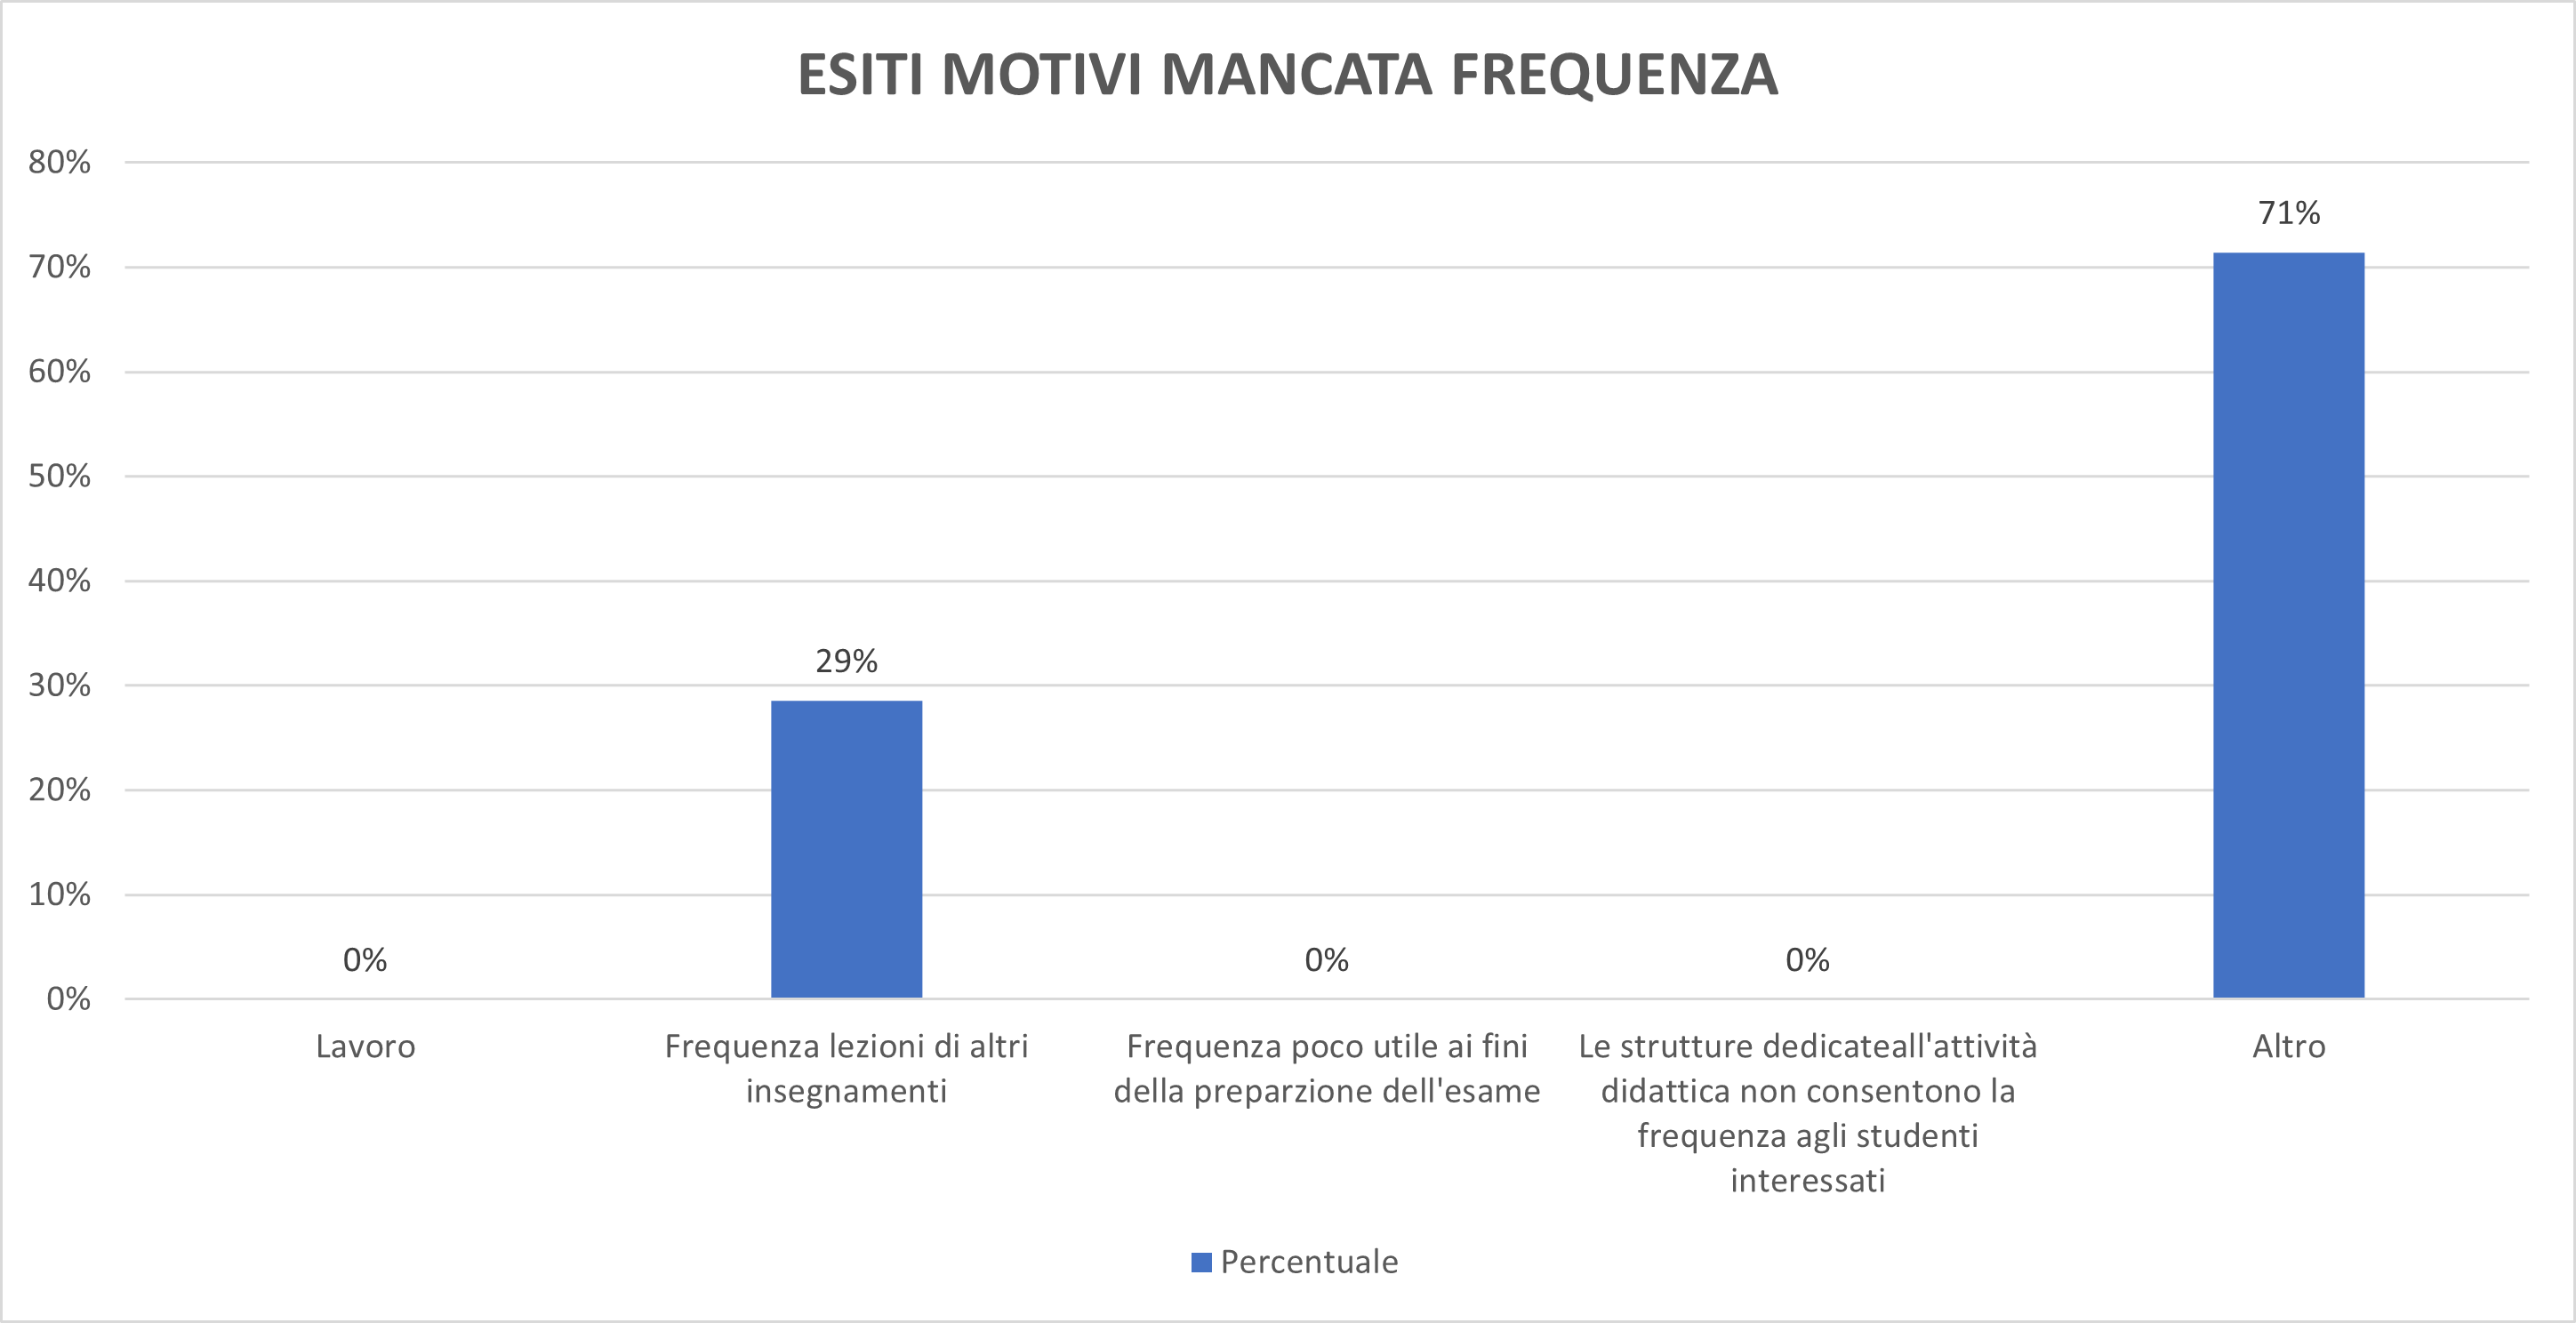 ESITI MOTIVI MANCATA FREQUENZA
80%
70%
60%
50%
40%
30%
20%
10%
0%
0%
29%
0%
0%
71%
Lavoro
Frequenza lezioni di altri
insegnamenti
Frequenza poco utile ai fini
della preparzione dell'esame
Le strutture dedicateall'attività
didattica non consentono la
frequenza agli studenti
interessati
Altro
Percentuale